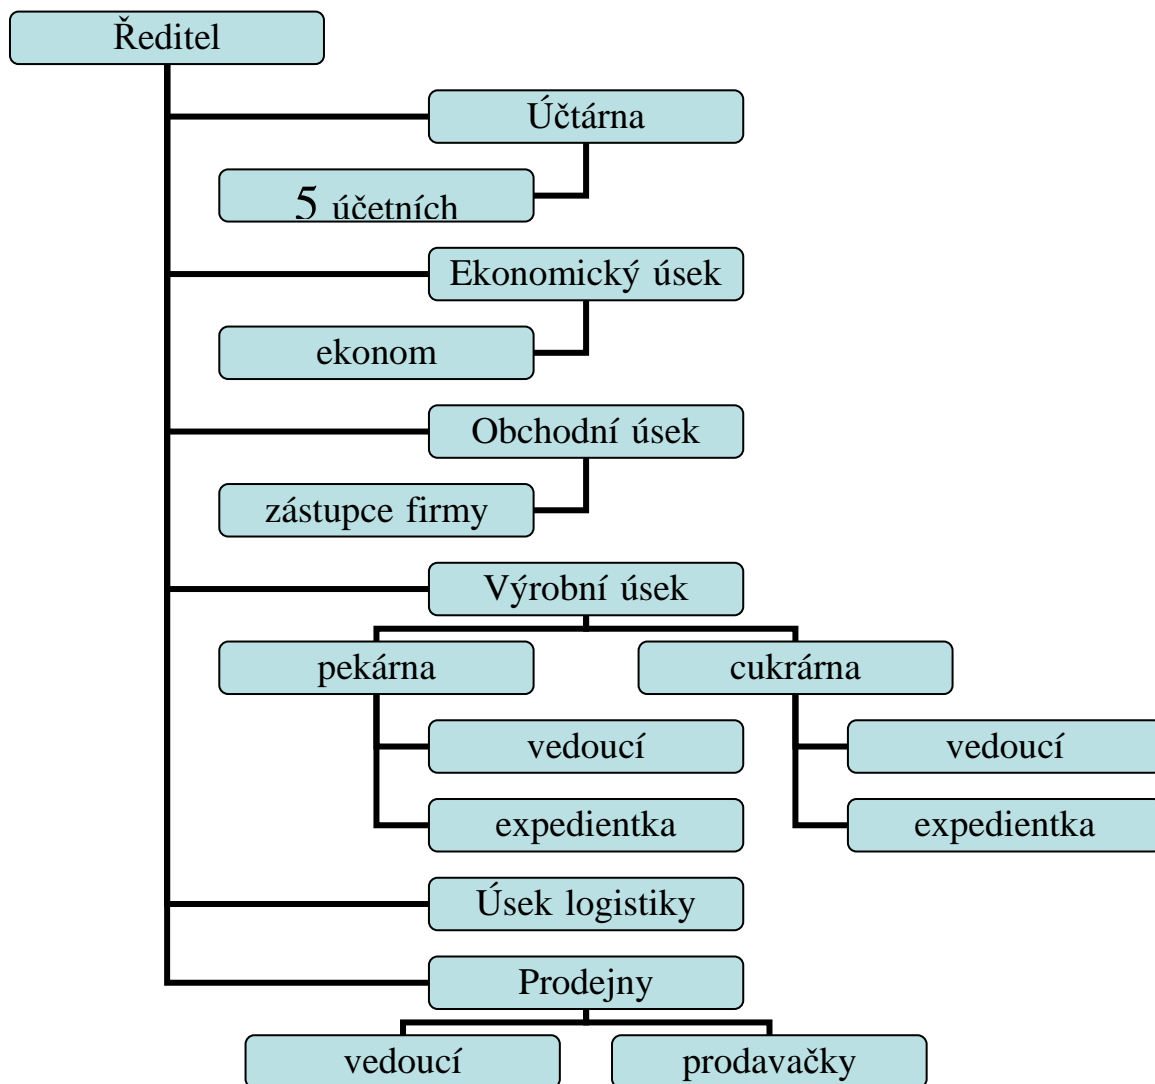 Ředitel
Účtárna
5 účetních
Ekonomický úsek
ekonom
Obchodní úsek
zástupce firmy
Výrobní úsek
pekárna
cukrárna
vedoucí
vedoucí
expedientka
expedientka
Úsek logistiky
Prodejny
vedoucí
prodavačky